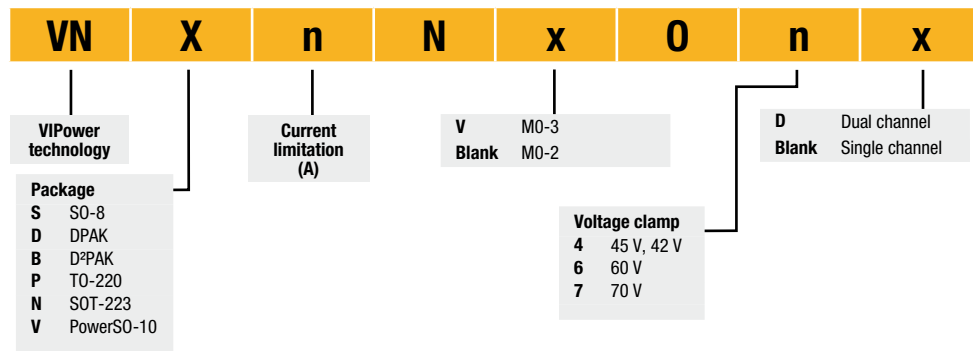 VN X n N x 0 n x
VIPower
technology
Current
limitation
(A)
V M0-3
Blank M0-2
D Dual channel
Blank Single channel
Package
S SO-8
D DPAK
B D²PAK
P TO-220
N SOT-223
V PowerSO-10
Voltage clamp
4 45 V, 42 V
6 60 V
7 70 V